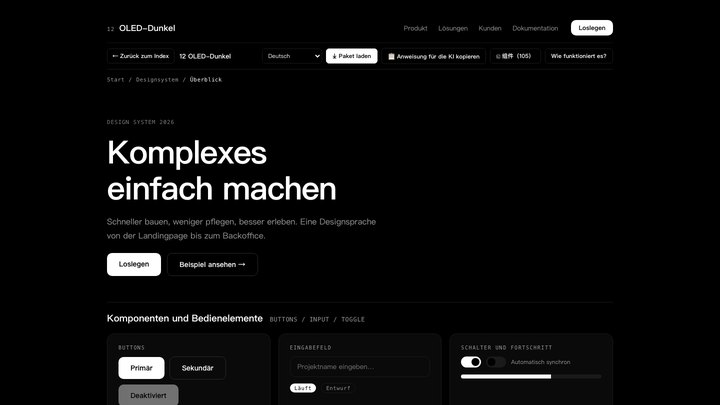 12 OLED-Dunkel
Produkt Lösungen Kunden Dokumentation Loslegen
← Zurück zum Index 12 OLED-Dunkel Deutsch Paket laden Anweisung für die KI kopieren 组件 (105) Wie funktioniert es?
Start / Designsystem / Überblick
DESIGN SYSTEM 2026
Komplexes
einfach machen
Schneller bauen, weniger pflegen, besser erleben. Eine Designsprache
von der Landingpage bis zum Backoffice.
Loslegen Beispiel ansehen →
Komponenten und Bedienelemente BUTTONS / INPUT / TOGGLE
BUTTONS
Primär Sekundär
Deaktiviert
EINGABEFELD
Projektname eingeben...
Läuft Entwurf
SCHALTER UND FORTSCHRITT
Automatisch synchron